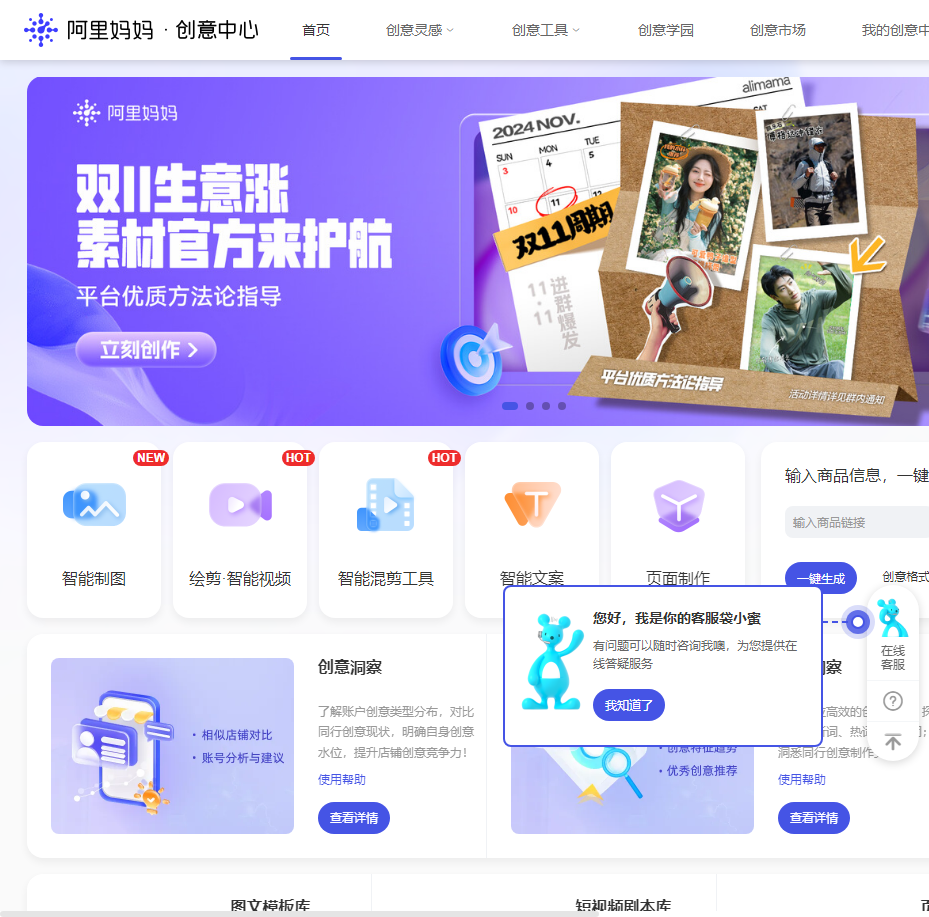 阿里妈妈 · 创意中心
首页
创意灵感
创意工具
创意学园
创意市场
我的创意中
阿里妈妈
双11生意涨
素材官方来护航
平台优质方法论指导
立刻创作
alimama
2024 NOV.
SUN
MON
TUE
SAT
3
4
5
10
11
12
双11周期
进群爆发
11·11
平台优质方法论指导
活动详情详见群内通知
NEW
HOT
HOT
智能制图
绘剪·智能视频
智能混剪工具
智能文案
页面制作
输入商品信息，一键
输入商品链接
一键生成
创意格式
您好，我是你的客服袋小蜜
有问题可以随时咨询我噢，为您提供在
线答疑服务
我知道了
在线
客服
创意洞察
• 相似店铺对比
• 账号分析与建议
了解账户创意类型分布，对比
同行创意现状，明确自身创意
水位，提升店铺创意竞争力！
使用帮助
查看详情
洞察
• 创意特征趋势
• 优秀创意推荐
洞悉同行创意制作
使用帮助
查看详情
图文模板库
短视频剧本库